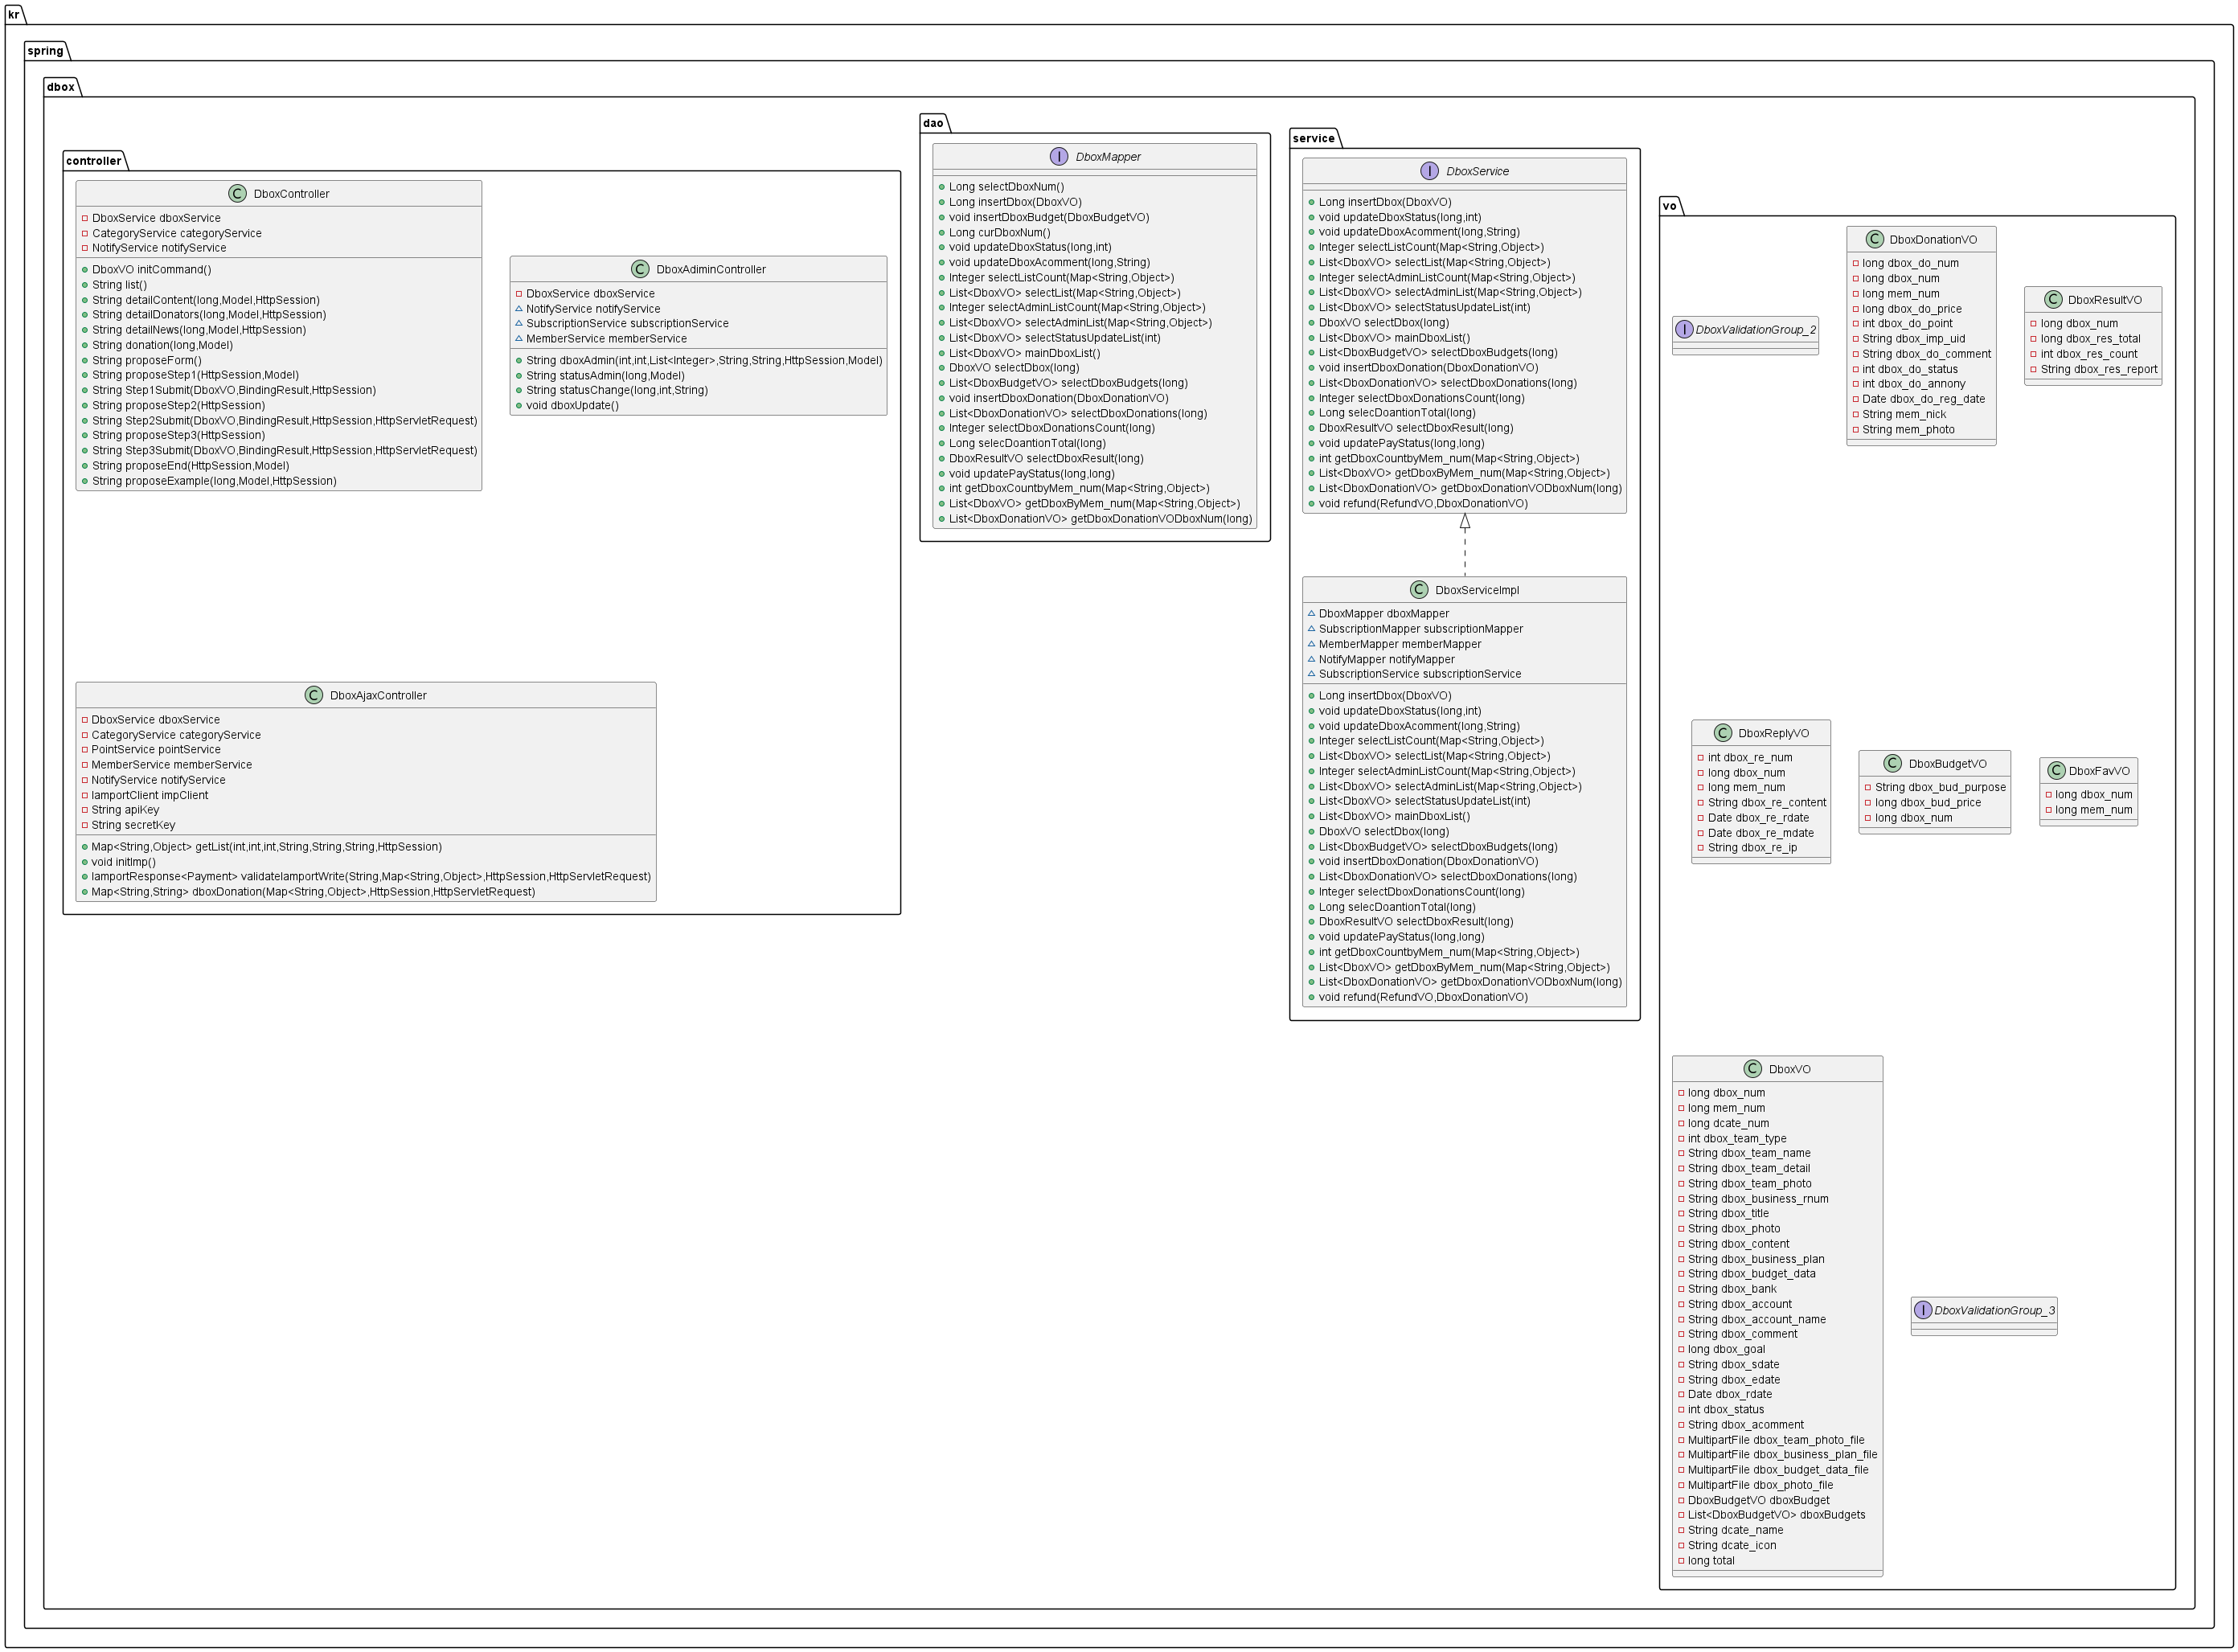 kr
spring
dbox
controller
DboxController
DboxService dboxService
CategoryService categoryService
NotifyService notifyService
DboxVO initCommand()
String list()
String detailContent(long,Model,HttpSession)
String detailDonators(long,Model,HttpSession)
String detailNews(long,Model,HttpSession)
String donation(long,Model)
String proposeForm()
String proposeStep1(HttpSession,Model)
String Step1Submit(DboxVO,BindingResult,HttpSession)
String proposeStep2(HttpSession)
String Step2Submit(DboxVO,BindingResult,HttpSession,HttpServletRequest)
String proposeStep3(HttpSession)
String Step3Submit(DboxVO,BindingResult,HttpSession,HttpServletRequest)
String proposeEnd(HttpSession,Model)
String proposeExample(long,Model,HttpSession)
DboxAdiminController
DboxService dboxService
NotifyService notifyService
SubscriptionService subscriptionService
MemberService memberService
String dboxAdmin(int,int,List<Integer>,String,String,HttpSession,Model)
String statusAdmin(long,Model)
String statusChange(long,int,String)
void dboxUpdate()
DboxAjaxController
DboxService dboxService
CategoryService categoryService
PointService pointService
MemberService memberService
NotifyService notifyService
IamportClient impClient
String apiKey
String secretKey
Map<String,Object> getList(int,int,int,String,String,String,HttpSession)
void initImp()
IamportResponse<Payment> validateIamportWrite(String,Map<String,Object>,HttpSession,HttpServletRequest)
Map<String,String> dboxDonation(Map<String,Object>,HttpSession,HttpServletRequest)
dao
DboxMapper
Long selectDboxNum()
Long insertDbox(DboxVO)
void insertDboxBudget(DboxBudgetVO)
Long curDboxNum()
void updateDboxStatus(long,int)
void updateDboxAcomment(long,String)
Integer selectListCount(Map<String,Object>)
List<DboxVO> selectList(Map<String,Object>)
Integer selectAdminListCount(Map<String,Object>)
List<DboxVO> selectAdminList(Map<String,Object>)
List<DboxVO> selectStatusUpdateList(int)
List<DboxVO> mainDboxList()
DboxVO selectDbox(long)
List<DboxBudgetVO> selectDboxBudgets(long)
void insertDboxDonation(DboxDonationVO)
List<DboxDonationVO> selectDboxDonations(long)
Integer selectDboxDonationsCount(long)
Long selecDoantionTotal(long)
DboxResultVO selectDboxResult(long)
void updatePayStatus(long,long)
int getDboxCountbyMem_num(Map<String,Object>)
List<DboxVO> getDboxByMem_num(Map<String,Object>)
List<DboxDonationVO> getDboxDonationVODboxNum(long)
service
DboxService
Long insertDbox(DboxVO)
void updateDboxStatus(long,int)
void updateDboxAcomment(long,String)
Integer selectListCount(Map<String,Object>)
List<DboxVO> selectList(Map<String,Object>)
Integer selectAdminListCount(Map<String,Object>)
List<DboxVO> selectAdminList(Map<String,Object>)
List<DboxVO> selectStatusUpdateList(int)
DboxVO selectDbox(long)
List<DboxVO> mainDboxList()
List<DboxBudgetVO> selectDboxBudgets(long)
void insertDboxDonation(DboxDonationVO)
List<DboxDonationVO> selectDboxDonations(long)
Integer selectDboxDonationsCount(long)
Long selecDoantionTotal(long)
DboxResultVO selectDboxResult(long)
void updatePayStatus(long,long)
int getDboxCountbyMem_num(Map<String,Object>)
List<DboxVO> getDboxByMem_num(Map<String,Object>)
List<DboxDonationVO> getDboxDonationVODboxNum(long)
void refund(RefundVO,DboxDonationVO)
DboxServiceImpl
DboxMapper dboxMapper
SubscriptionMapper subscriptionMapper
MemberMapper memberMapper
NotifyMapper notifyMapper
SubscriptionService subscriptionService
Long insertDbox(DboxVO)
void updateDboxStatus(long,int)
void updateDboxAcomment(long,String)
Integer selectListCount(Map<String,Object>)
List<DboxVO> selectList(Map<String,Object>)
Integer selectAdminListCount(Map<String,Object>)
List<DboxVO> selectAdminList(Map<String,Object>)
List<DboxVO> selectStatusUpdateList(int)
List<DboxVO> mainDboxList()
DboxVO selectDbox(long)
List<DboxBudgetVO> selectDboxBudgets(long)
void insertDboxDonation(DboxDonationVO)
List<DboxDonationVO> selectDboxDonations(long)
Integer selectDboxDonationsCount(long)
Long selecDoantionTotal(long)
DboxResultVO selectDboxResult(long)
void updatePayStatus(long,long)
int getDboxCountbyMem_num(Map<String,Object>)
List<DboxVO> getDboxByMem_num(Map<String,Object>)
List<DboxDonationVO> getDboxDonationVODboxNum(long)
void refund(RefundVO,DboxDonationVO)
vo
DboxValidationGroup_2
DboxDonationVO
long dbox_do_num
long dbox_num
long mem_num
long dbox_do_price
int dbox_do_point
String dbox_imp_uid
String dbox_do_comment
int dbox_do_status
int dbox_do_annony
Date dbox_do_reg_date
String mem_nick
String mem_photo
DboxResultVO
long dbox_num
long dbox_res_total
int dbox_res_count
String dbox_res_report
DboxReplyVO
int dbox_re_num
long dbox_num
long mem_num
String dbox_re_content
Date dbox_re_rdate
Date dbox_re_mdate
String dbox_re_ip
DboxBudgetVO
String dbox_bud_purpose
long dbox_bud_price
long dbox_num
DboxFavVO
long dbox_num
long mem_num
DboxVO
long dbox_num
long mem_num
long dcate_num
int dbox_team_type
String dbox_team_name
String dbox_team_detail
String dbox_team_photo
String dbox_business_rnum
String dbox_title
String dbox_photo
String dbox_content
String dbox_business_plan
String dbox_budget_data
String dbox_bank
String dbox_account
String dbox_account_name
String dbox_comment
long dbox_goal
String dbox_sdate
String dbox_edate
Date dbox_rdate
int dbox_status
String dbox_acomment
MultipartFile dbox_team_photo_file
MultipartFile dbox_business_plan_file
MultipartFile dbox_budget_data_file
MultipartFile dbox_photo_file
DboxBudgetVO dboxBudget
List<DboxBudgetVO> dboxBudgets
String dcate_name
String dcate_icon
long total
DboxValidationGroup_3